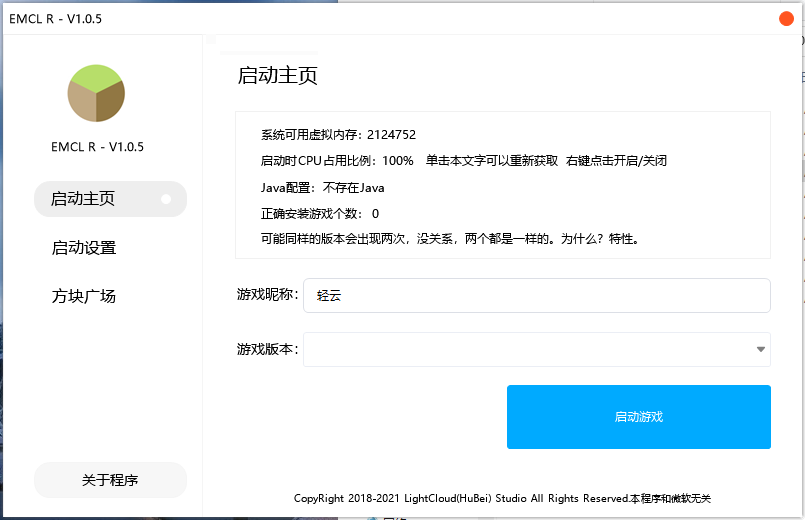 EMCL R - V1.0.5
EMCL R - V1.0.5
启动主页
启动设置
方块广场
关于程序
启动主页
系统可用虚拟内存：2124752
启动时CPU占用比例：100% 单击本文字可以重新获取 右键点击开启/关闭
Java配置：不存在Java
正确安装游戏个数： 0
可能同样的版本会出现两次，没关系，两个都是一样的。为什么？特性。
游戏昵称： 轻云
游戏版本：
启动游戏
CopyRight 2018-2021 LightCloud(HuBei) Studio All Rights Reserved.本程序和微软无关